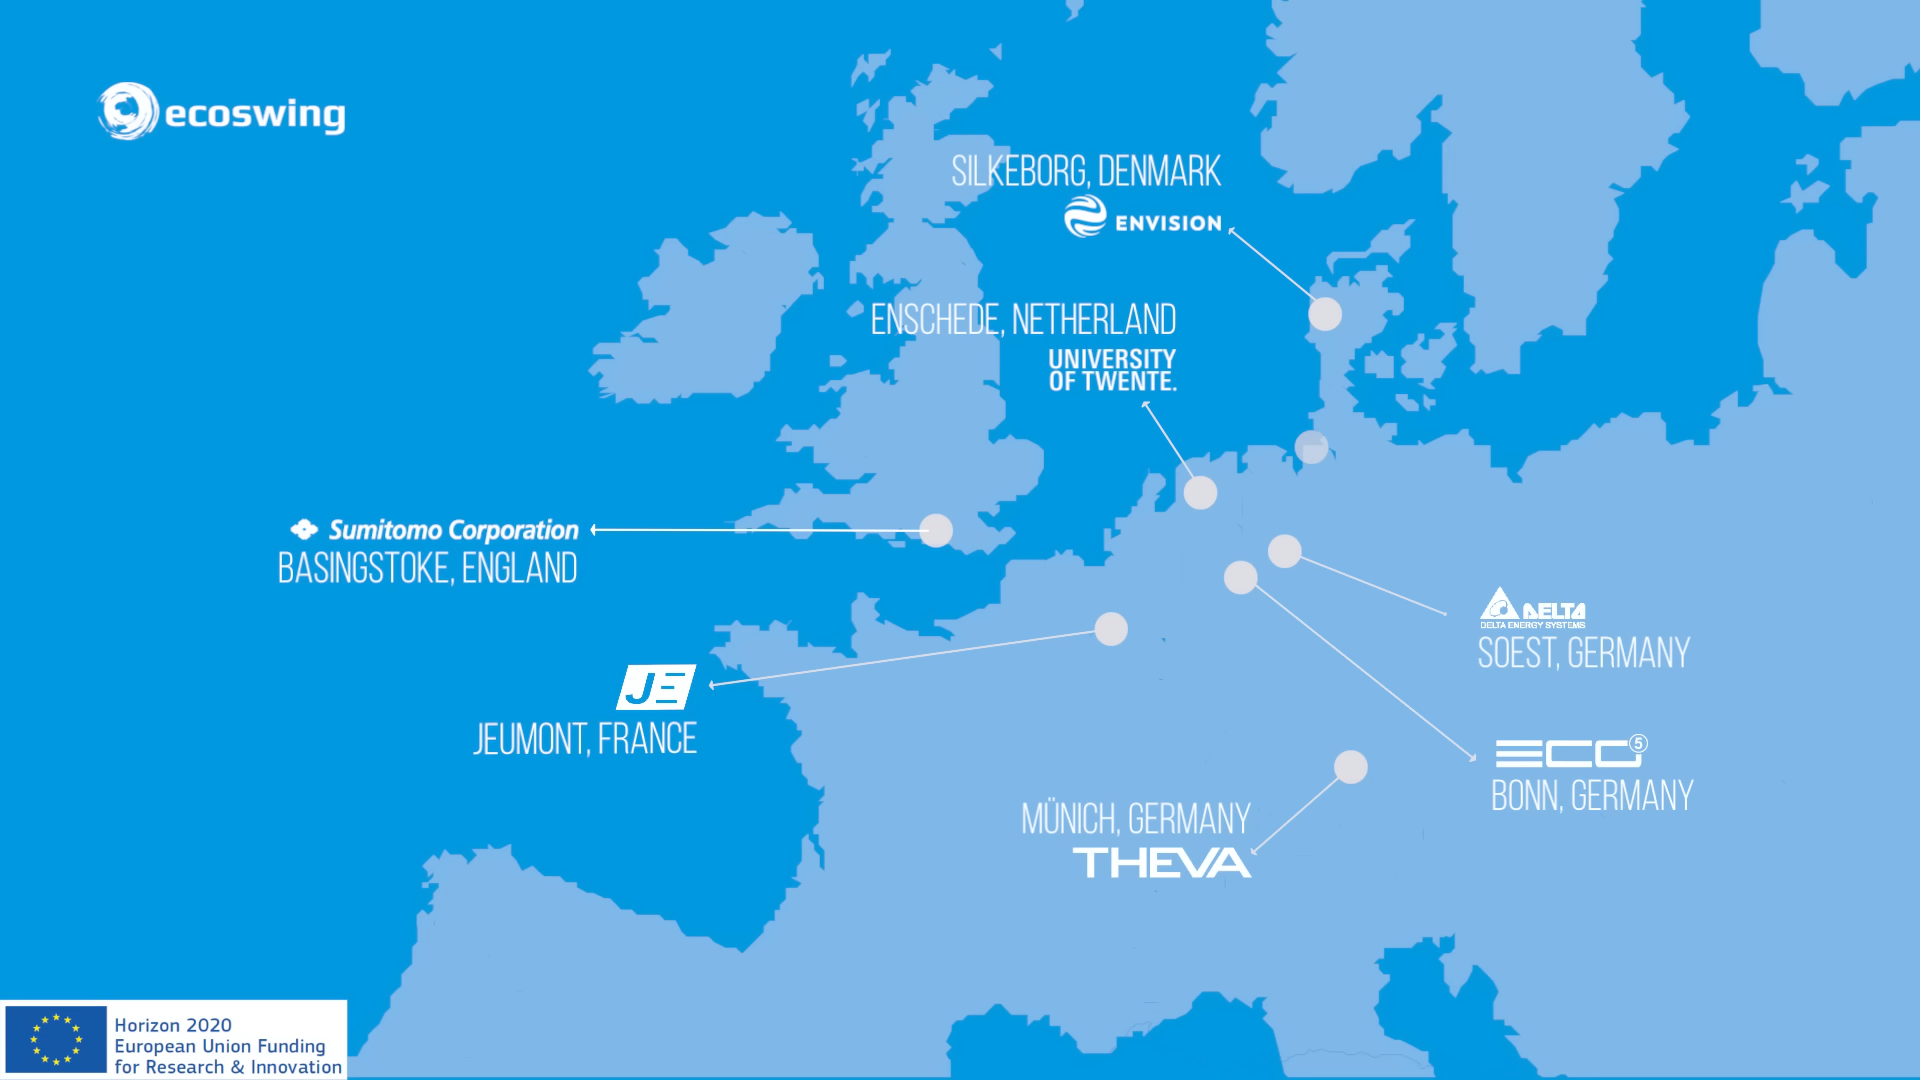 ecoswing
SILKEBORG, DENMARK
ENVISION
ENSCHEDE, NETHERLAND
UNIVERSITY
OF TWENTE.
Sumitomo Corporation
BASINGSTOKE, ENGLAND
DELTA
DELTA ENERGY SYSTEMS
SOEST, GERMANY
JE
JEUMONT, FRANCE
ECO5
BONN, GERMANY
MÜNICH, GERMANY
THEVA
Horizon 2020
European Union Funding
for Research & Innovation